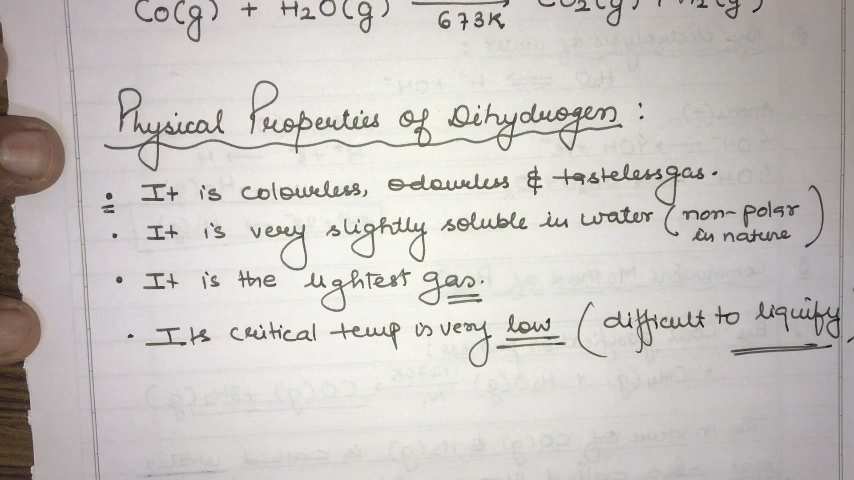 Co(g) + H2O(g) → 673K CO2(g) + H2(g)
Physical Properties of Dihydrogen :
• It is colourless, odourless & tasteless gas.
• It is very slightly soluble in water (non-polar in nature)
• It is the lightest gas.
• Its critical temp is very low (difficult to liquify